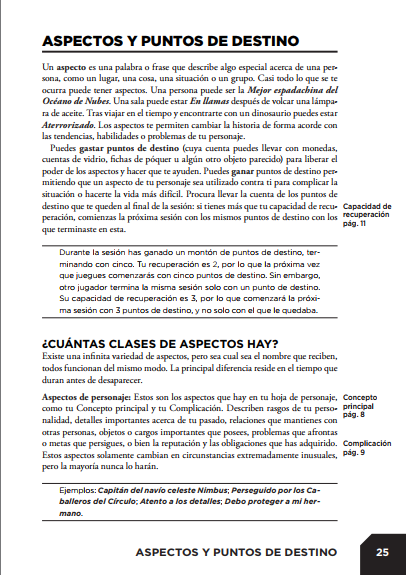 ASPECTOS Y PUNTOS DE DESTINO
Un aspecto es una palabra o frase que describe algo especial acerca de una per-
sona, como un lugar, una cosa, una situación o un grupo. Casi todo lo que se te
ocurra puede tener aspectos. Una persona puede ser la Mejor espadachina del
Océano de Nubes. Una sala puede estar En llamas después de volcar una lámpa-
ra de aceite. Tras viajar en el tiempo y encontrarte con un dinosaurio puedes estar
Aterrorizado. Los aspectos te permiten cambiar la historia de forma acorde con
las tendencias, habilidades o problemas de tu personaje.
Puedes gastar puntos de destino (cuya cuenta puedes llevar con monedas,
cuentas de vidrio, fichas de póquer u algún otro objeto parecido) para liberar el
poder de los aspectos y hacer que te ayuden. Puedes ganar puntos de destino per-
mitiendo que un aspecto de tu personaje sea utilizado contra ti para complicar la
situación o hacerte la vida más difícil. Procura llevar la cuenta de los puntos de
destino que te queden al final de la sesión: si tienes más que tu capacidad de recu-
peración, comienzas la próxima sesión con los mismos puntos de destino con los
que terminaste en esta.
Capacidad de
recuperación
pág. 11
Durante la sesión has ganado un montón de puntos de destino, ter-
minando con cinco. Tu recuperación es 2, por lo que la próxima vez
que juegues comenzarás con cinco puntos de destino. Sin embargo,
otro jugador termina la misma sesión solo con un punto de destino.
Su capacidad de recuperación es 3, por lo que comenzará la próxi-
ma sesión con 3 puntos de destino, y no solo con el que le quedaba.
¿CUÁNTAS CLASES DE ASPECTOS HAY?
Existe una infinita variedad de aspectos, pero sea cual sea el nombre que reciben,
todos funcionan del mismo modo. La principal diferencia reside en el tiempo que
duran antes de desaparecer.
Aspectos de personaje: Estos son los aspectos que hay en tu hoja de personaje,
como tu Concepto principal y tu Complicación. Describen rasgos de tu perso-
nalidad, detalles importantes acerca de tu pasado, relaciones que mantienes con
otras personas, objetos o cargos importantes que posees, problemas que afrontas
o metas que persigues, o bien la reputación y las obligaciones que has adquirido.
Estos aspectos solamente cambian en circunstancias extremadamente inusuales,
pero la mayoría nunca lo harán.
Concepto
principal
pág. 8
Complicación
pág. 9
Ejemplos: Capitán del navío celeste Nimbus; Perseguido por los Ca-
balleros del Círculo; Atento a los detalles; Debo proteger a mi her-
mano.
ASPECTOS Y PUNTOS DE DESTINO
25